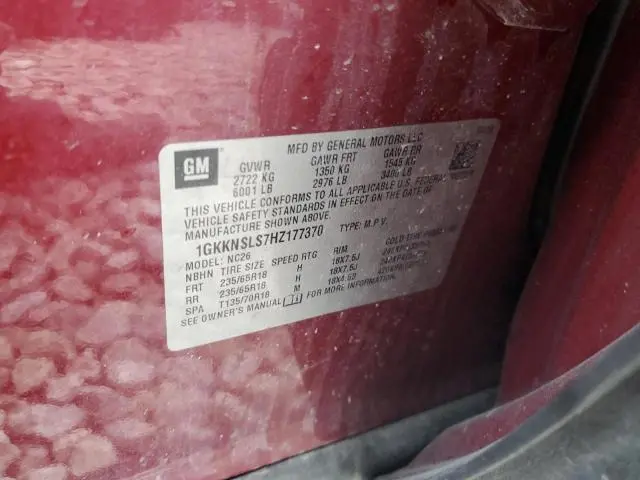 GM
MFD BY GENERAL MOTORS LLC
GVWR GAWR FRT GAWR RR
2722 KG 1350 KG 1545 KG
6001 LB 2976 LB 3406 LB
THIS VEHICLE CONFORMS TO ALL APPLICABLE U.S. FEDERAL
VEHICLE SAFETY STANDARDS IN EFFECT ON THE DATE OF
MANUFACTURE SHOWN ABOVE.
1GKKNSLS7HZ177370 TYPE: M.P.V.
MODEL: NC26
NBHN TIRE SIZE SPEED RTG RIM COLD TIRE
FRT 235/65R18 H 18X7.5J
RR 235/65R18 H 18X7.5J
SPA T135/70R18 M 18X4.5B
SEE OWNER'S MANUAL FOR MORE INFORMATION.